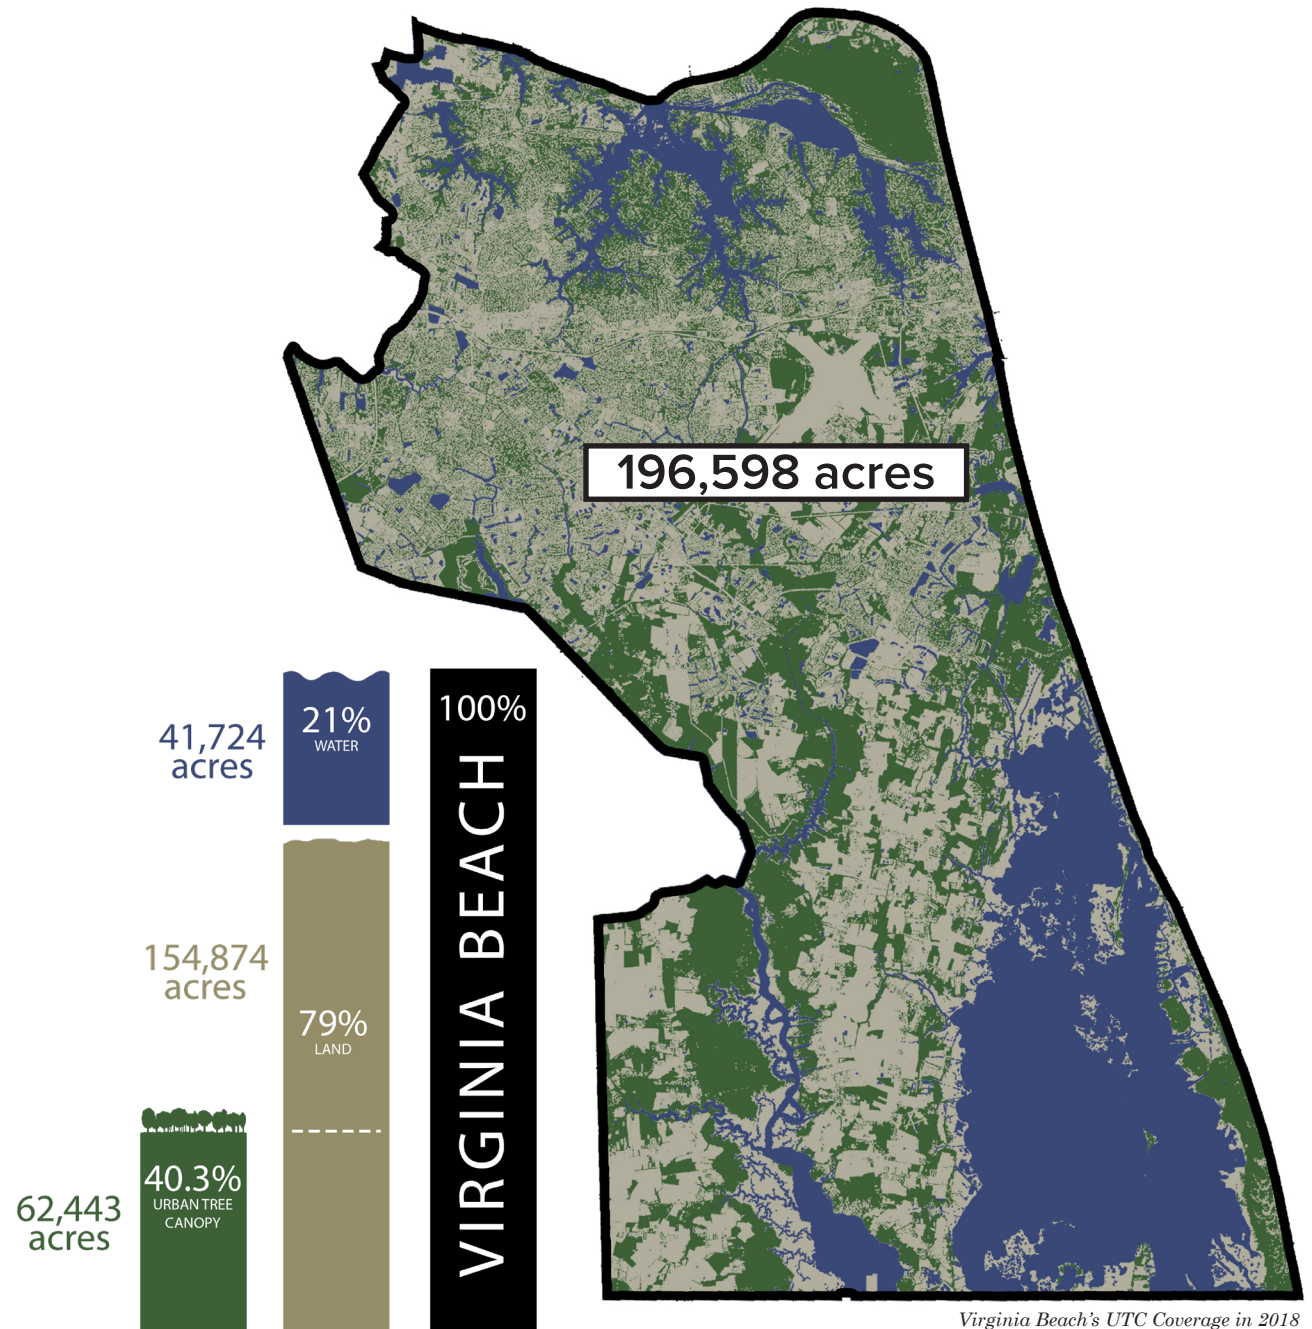 196,598 acres
41,724
acres
21%
WATER
100%
VIRGINIA BEACH
154,874
acres
79%
LAND
40.3%
URBAN TREE
CANOPY
62,443
acres
Virginia Beach's UTC Coverage in 2018